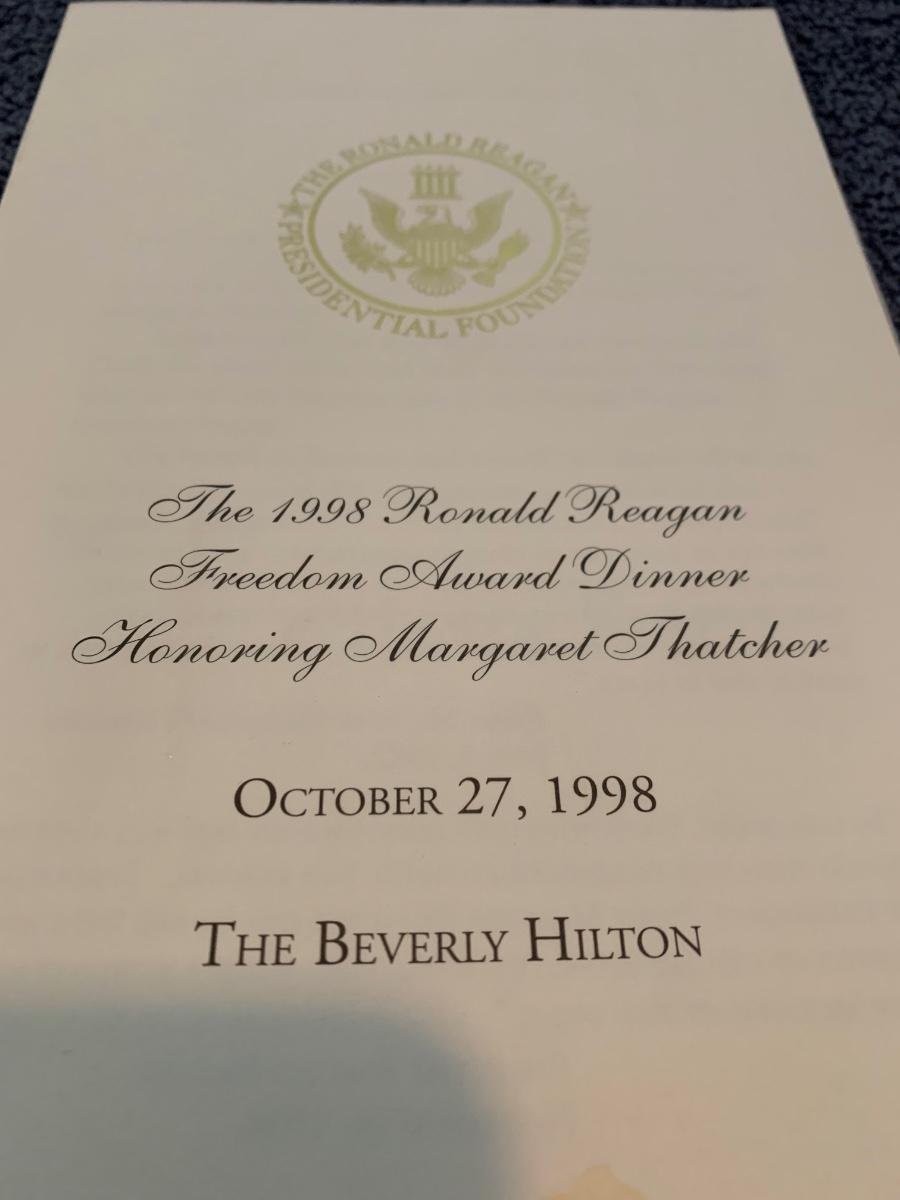 THE RONALD REAGAN
PRESIDENTIAL FOUNDATION
The 1998 Ronald Reagan
Freedom Award Dinner
Honoring Margaret Thatcher
OCTOBER 27, 1998
THE BEVERLY HILTON